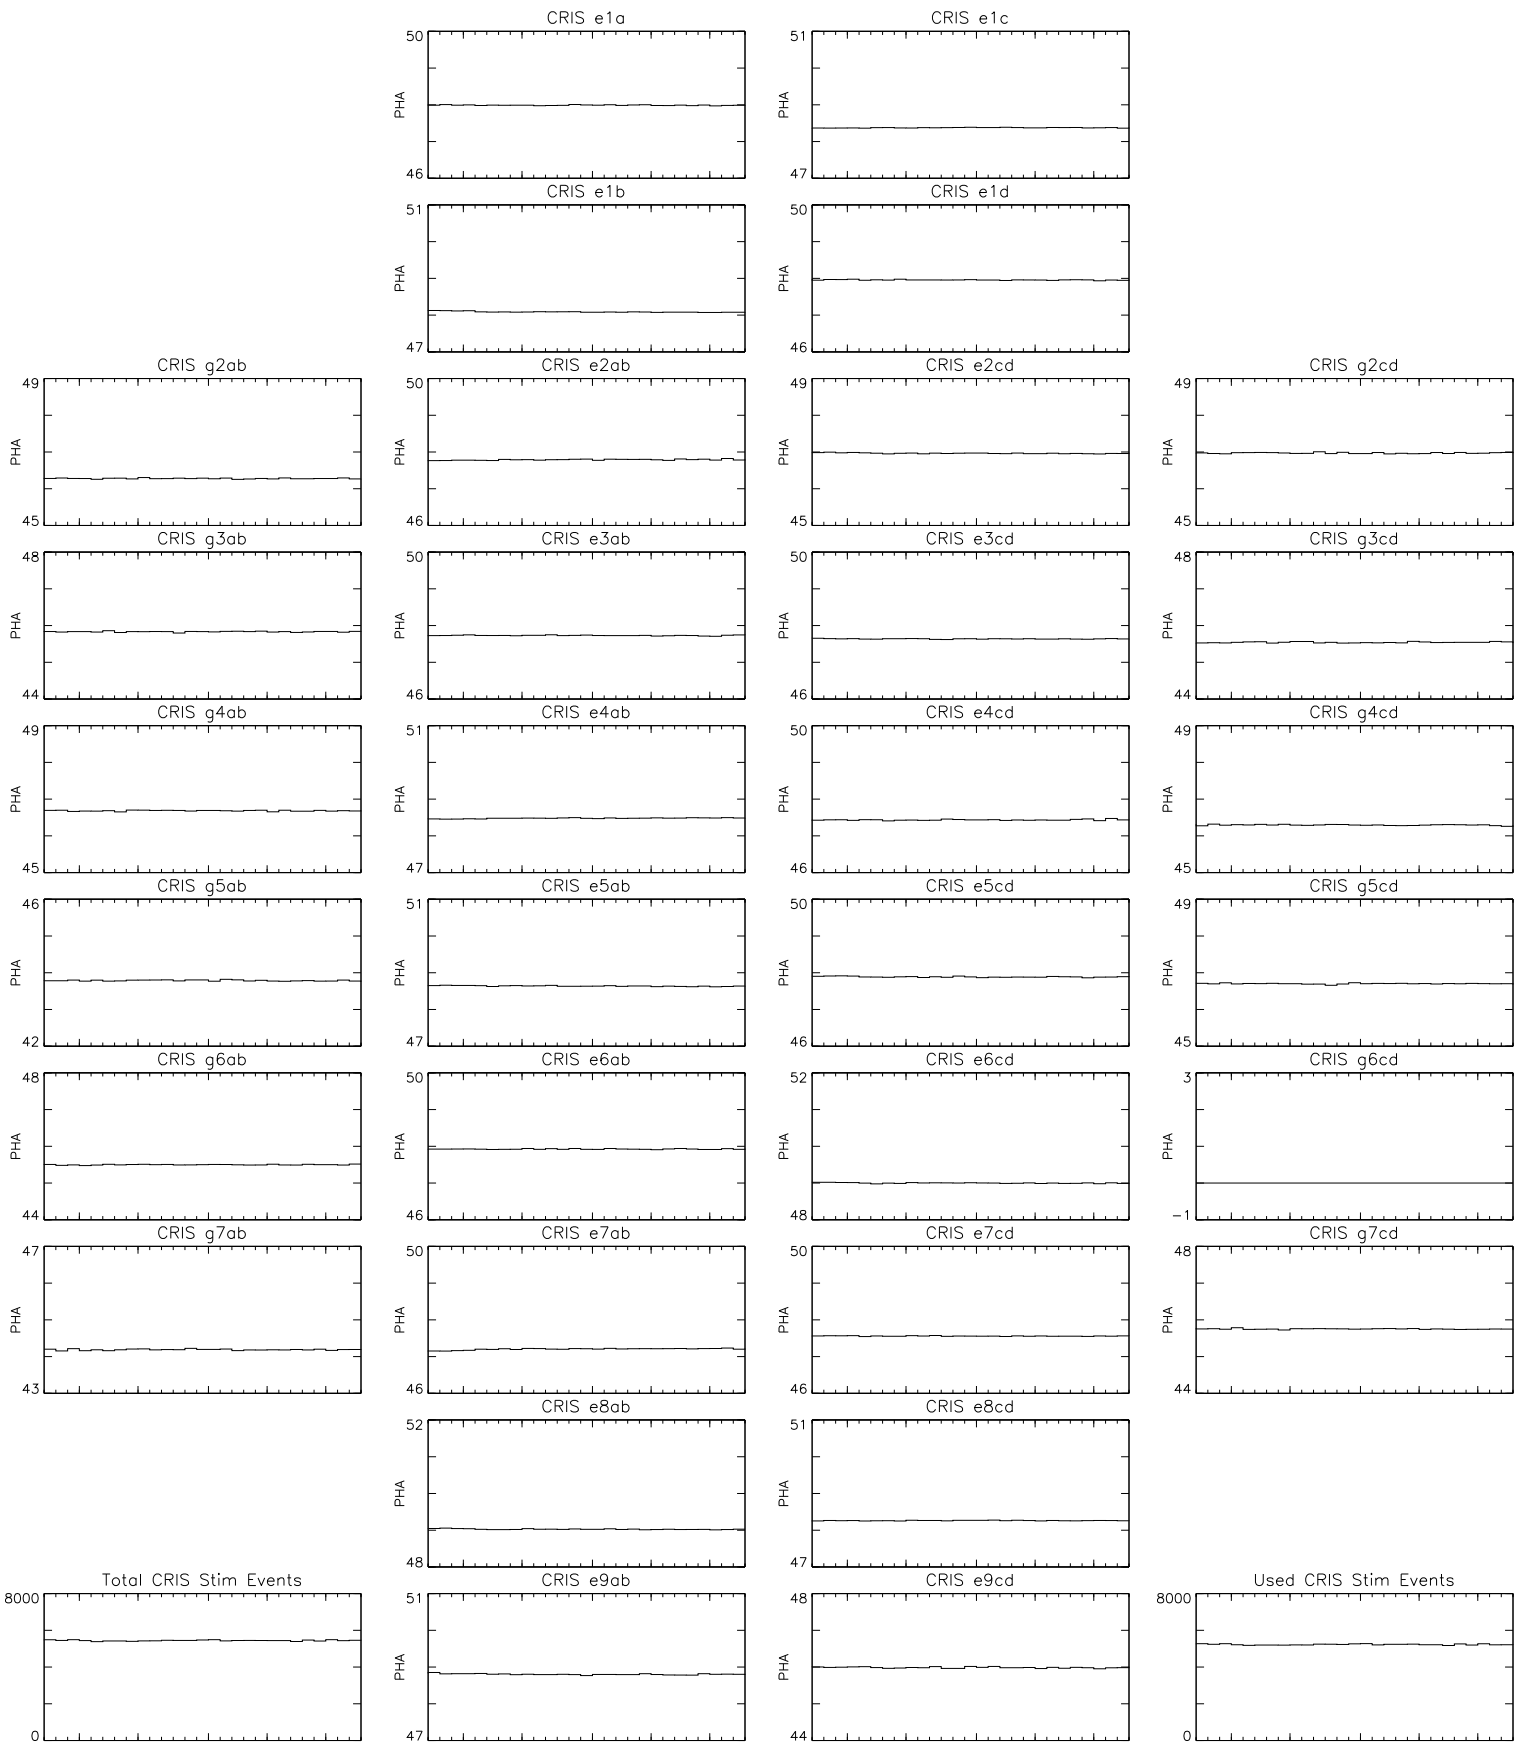 CRIS e1a
CRIS e1c
50
PHA
46
51
PHA
47
CRIS e1b
CRIS e1d
51
PHA
47
50
PHA
46
CRIS g2ab
CRIS e2ab
CRIS e2cd
CRIS g2cd
49
PHA
45
50
PHA
46
49
PHA
45
49
PHA
45
CRIS g3ab
CRIS e3ab
CRIS e3cd
CRIS g3cd
48
PHA
44
50
PHA
46
50
PHA
46
48
PHA
44
CRIS g4ab
CRIS e4ab
CRIS e4cd
CRIS g4cd
49
PHA
45
51
PHA
47
50
PHA
46
49
PHA
45
CRIS g5ab
CRIS e5ab
CRIS e5cd
CRIS g5cd
46
PHA
42
51
PHA
47
50
PHA
46
49
PHA
45
CRIS g6ab
CRIS e6ab
CRIS e6cd
CRIS g6cd
48
PHA
44
50
PHA
46
52
PHA
48
3
PHA
-1
CRIS g7ab
CRIS e7ab
CRIS e7cd
CRIS g7cd
47
PHA
43
50
PHA
46
50
PHA
46
48
PHA
44
CRIS e8ab
CRIS e8cd
52
PHA
48
51
PHA
47
Total CRIS Stim Events
CRIS e9ab
CRIS e9cd
Used CRIS Stim Events
8000
0
51
PHA
47
48
PHA
44
8000
0